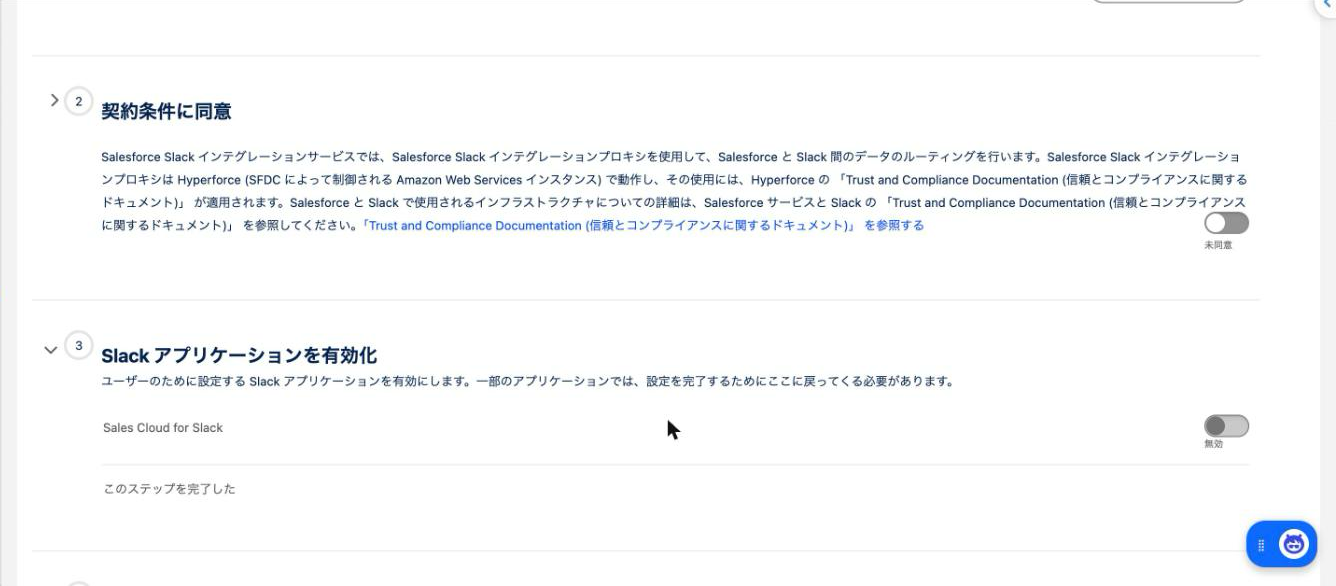 2
契約条件に同意
Salesforce Slack インテグレーションサービスでは、Salesforce Slack インテグレーションプロキシを使用して、Salesforce と Slack 間のデータのルーティングを行います。Salesforce Slack インテグレーショ
ンプロキシは Hyperforce (SFDC によって制御される Amazon Web Services インスタンス) で動作し、その使用には、Hyperforce の 「Trust and Compliance Documentation (信頼とコンプライアンスに関する
ドキュメント)」 が適用されます。Salesforce と Slack で使用されるインフラストラクチャについての詳細は、Salesforce サービスと Slack の 「Trust and Compliance Documentation (信頼とコンプライアンス
に関するドキュメント)」 を参照してください。「Trust and Compliance Documentation (信頼とコンプライアンスに関するドキュメント)」 を参照する
未同意
3
Slack アプリケーションを有効化
ユーザーのために設定する Slack アプリケーションを有効にします。一部のアプリケーションでは、設定を完了するためにここに戻ってくる必要があります。
Sales Cloud for Slack
無効
このステップを完了した